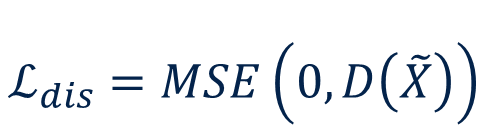 ℒ_dis = MSE(0, D(X̃))